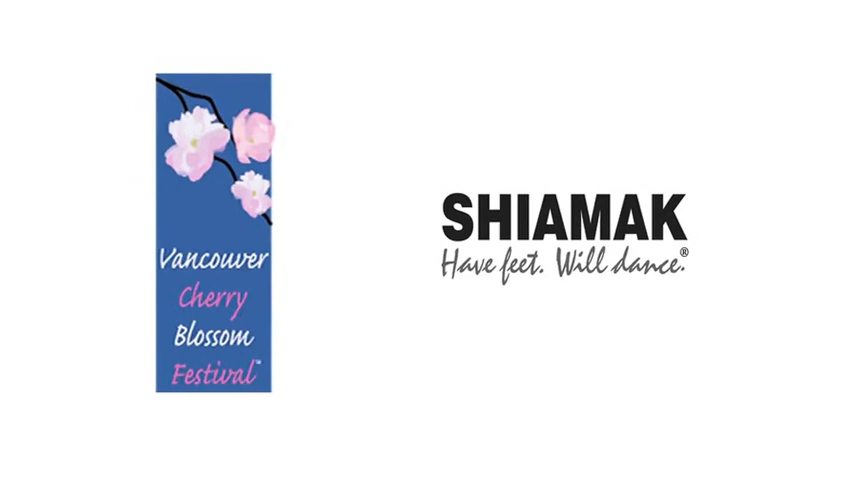 Vancouver
Cherry
Blossom
Festival™
SHIAMAK
Have feet. Will dance.®